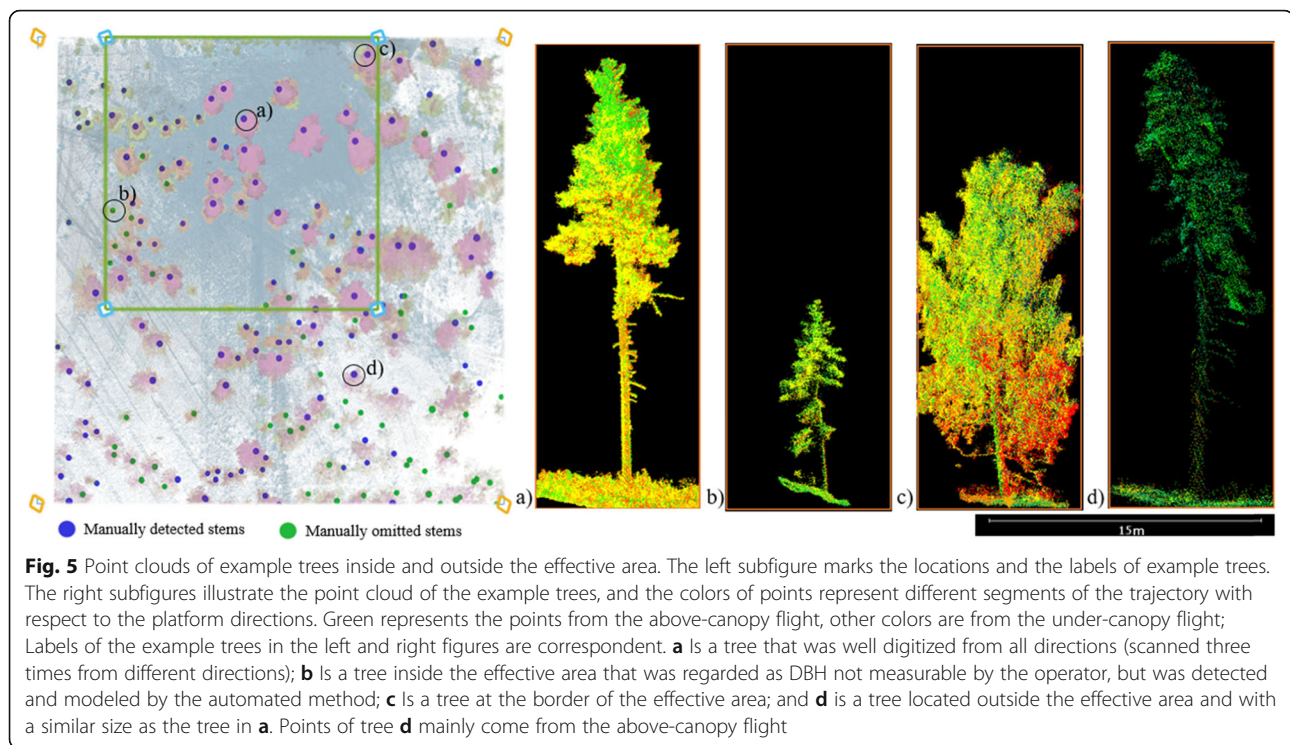 c)
a)
b)
d)
a)
b)
c)
d)
15m
Manually detected stems
Manually omitted stems
Fig. 5 Point clouds of example trees inside and outside the effective area. The left subfigure marks the locations and the labels of example trees.
The right subfigures illustrate the point cloud of the example trees, and the colors of points represent different segments of the trajectory with
respect to the platform directions. Green represents the points from the above-canopy flight, other colors are from the under-canopy flight;
Labels of the example trees in the left and right figures are correspondent. a Is a tree that was well digitized from all directions (scanned three
times from different directions); b Is a tree inside the effective area that was regarded as DBH not measurable by the operator, but was detected
and modeled by the automated method; c Is a tree at the border of the effective area; and d is a tree located outside the effective area and with
a similar size as the tree in a. Points of tree d mainly come from the above-canopy flight